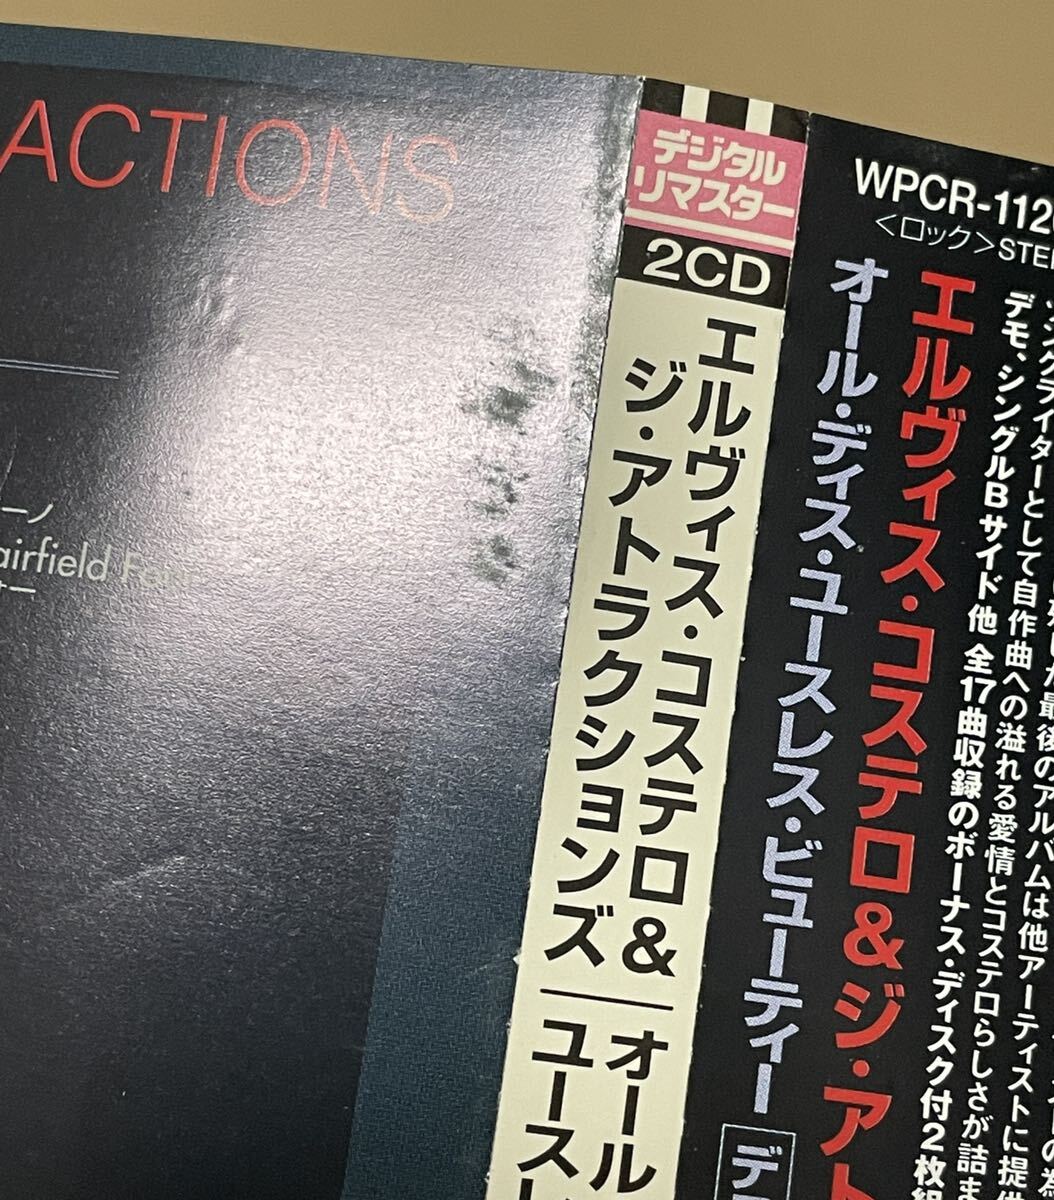 ACTIONS
ーノ
airfield Four
ォー
デジタル
リマスター
2CD
エルヴィス・コステロ&
ジ・アトラクションズ
オール
ユース
WPCR-112
<ロック>STE
オール・ディス・ユースレス・ビューティー
デ
エルヴィス・コステロ&ジ・アト
最後のアルバムは他アーティストに提供
ソングライターとして自作曲への溢れる愛情とコステロらしさが詰ま
デモ、シングルBサイド他 全17曲収録のボーナス・ディスク付2枚組